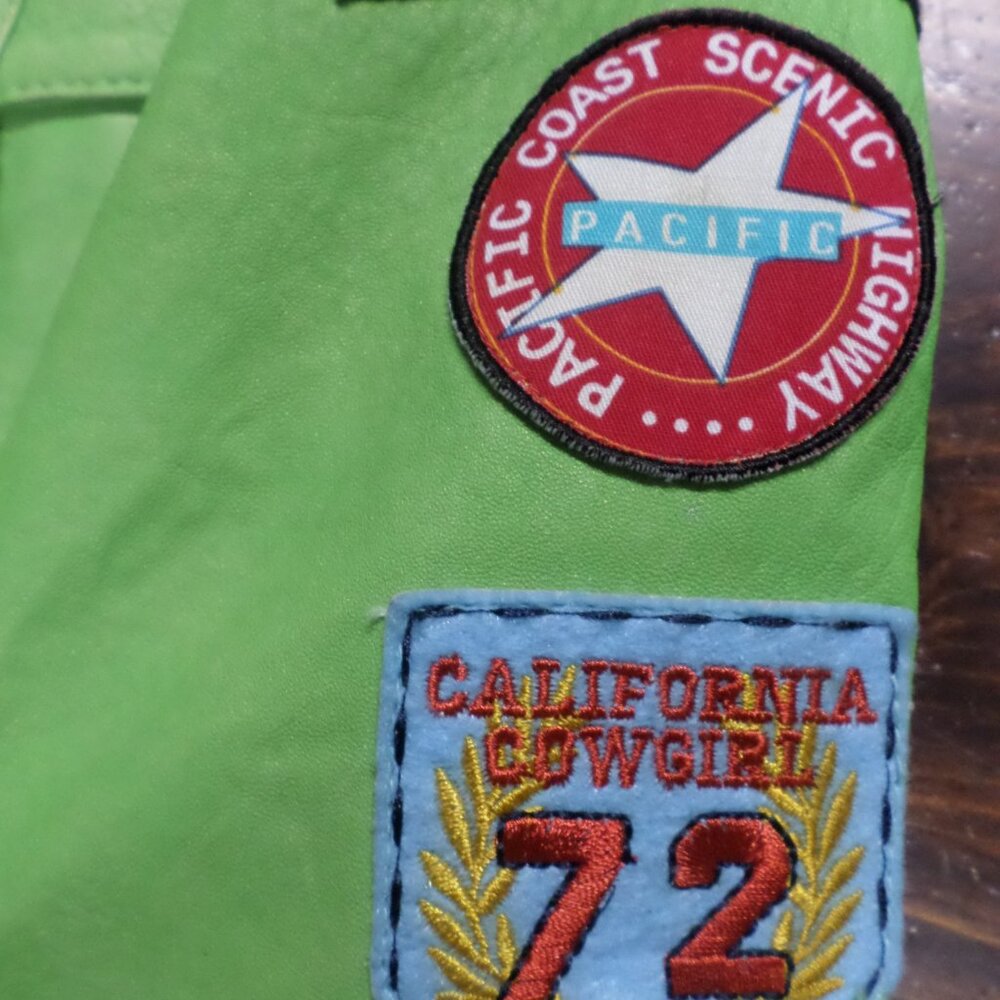 PACIFIC COAST SCENIC HIGHWAY
PACIFIC
CALIFORNIA
COWGIRL
72